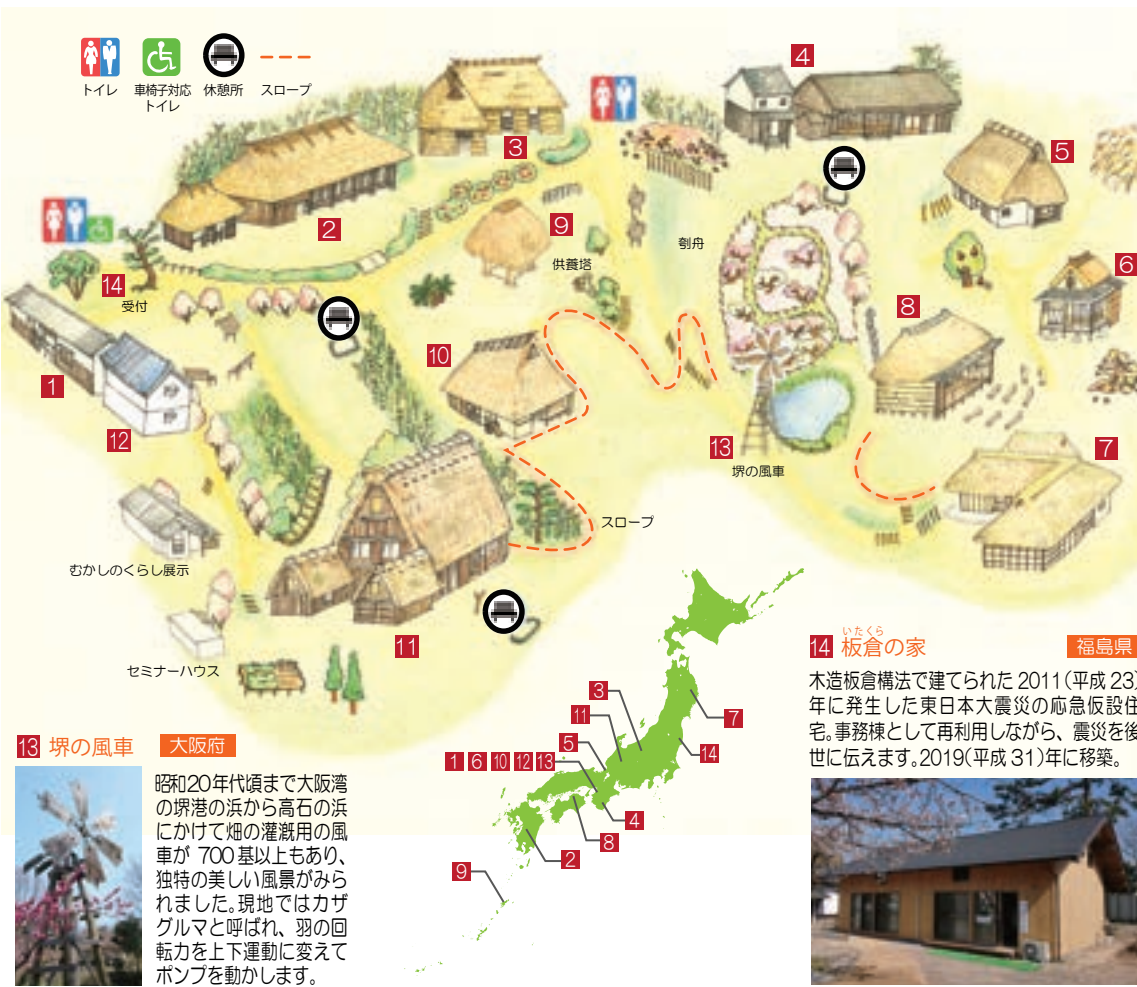 トイレ
車椅子対応
トイレ
休憩所
スロープ
4
3
5
2
9
供養塔
刳舟
6
14
受付
8
10
1
12
13
堺の風車
7
スロープ
むかしのくらし展示
セミナーハウス
11
3
11
7
5
14
1 6 10 12 13
4
8
2
9
13 堺の風車 大阪府
昭和20年代頃まで大阪湾
の堺港の浜から高石の浜
にかけて畑の灌漑用の風
車が 700基以上もあり、
独特の美しい風景がみら
れました。現地ではカザ
グルマと呼ばれ、羽の回
転力を上下運動に変えて
ポンプを動かします。
いたくら
14 板倉の家 福島県
木造板倉構法で建てられた 2011(平成 23)
年に発生した東日本大震災の応急仮設住
宅。事務棟として再利用しながら、震災を後
世に伝えます。2019(平成 31)年に移築。